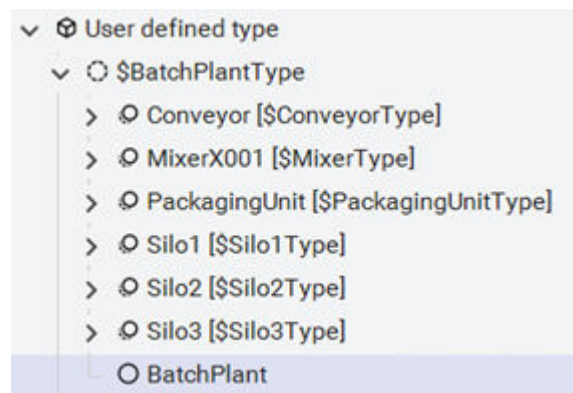 User defined type
$BatchPlantType
Conveyor [$ConveyorType]
MixerX001 [$MixerType]
PackagingUnit [$PackagingUnitType]
Silo1 [$Silo1Type]
Silo2 [$Silo2Type]
Silo3 [$Silo3Type]
BatchPlant